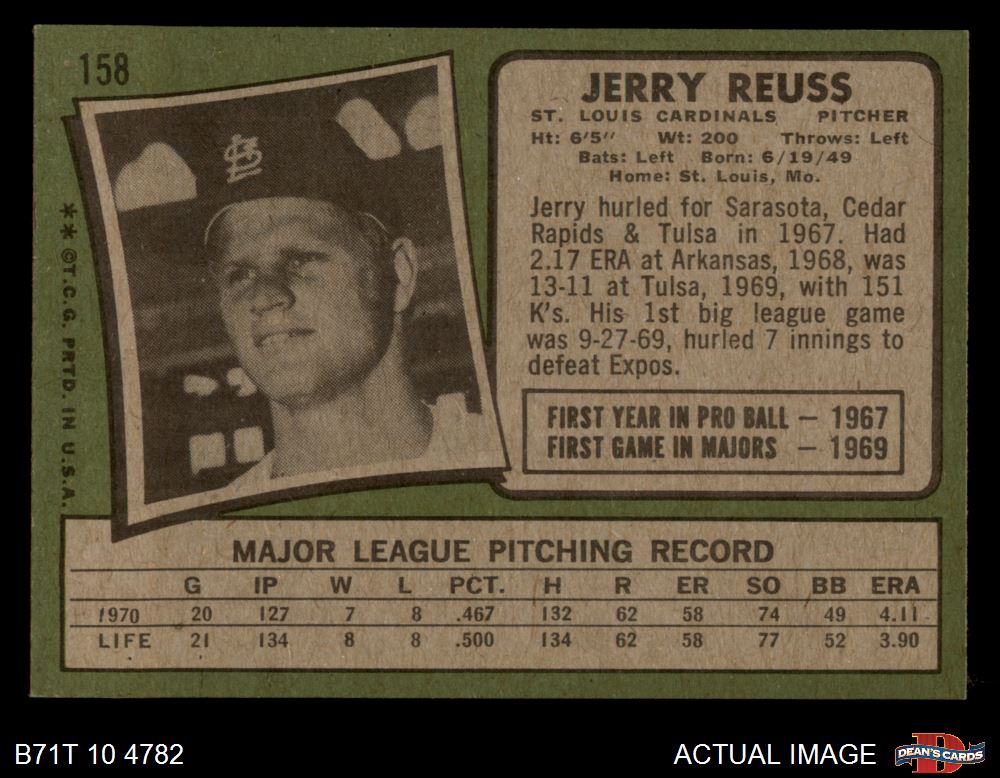 158
JERRY REUSS
ST. LOUIS CARDINALS PITCHER
Ht: 6'5" Wt: 200 Throws: Left
Bats: Left Born: 6/19/49
Home: St. Louis, Mo.
Jerry hurled for Sarasota, Cedar
Rapids & Tulsa in 1967. Had
2.17 ERA at Arkansas, 1968, was
13-11 at Tulsa, 1969, with 151
K's. His 1st big league game
was 9-27-69, hurled 7 innings to
defeat Expos.
FIRST YEAR IN PRO BALL — 1967
FIRST GAME IN MAJORS — 1969
**©T.C.G. PRTD. IN U.S.A.
StL
MAJOR LEAGUE PITCHING RECORD
G IP W L PCT. H R ER SO BB ERA
1970 20 127 7 8 .467 132 62 58 74 49 4.11
LIFE 21 134 8 8 .500 134 62 58 77 52 3.90
B71T 10 4782
ACTUAL IMAGE
D
DEAN'S CARDS